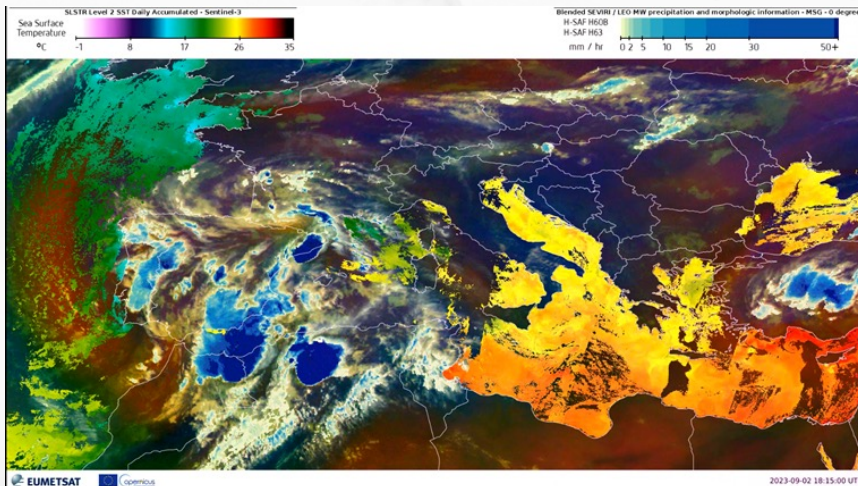 SLSTR Level 2 SST Daily Accumulated - Sentinel-3
Sea Surface
Temperature
°C
-1 8 17 26 35
Blended SEVIRI / LEO MW precipitation and morphologic information - MSG - 0 degree
H-SAF H60B
H-SAF H63
mm / hr
0 2 5 10 15 20 30 50+
EUMETSAT
opernicus
2023-09-02 18:15:00 UT